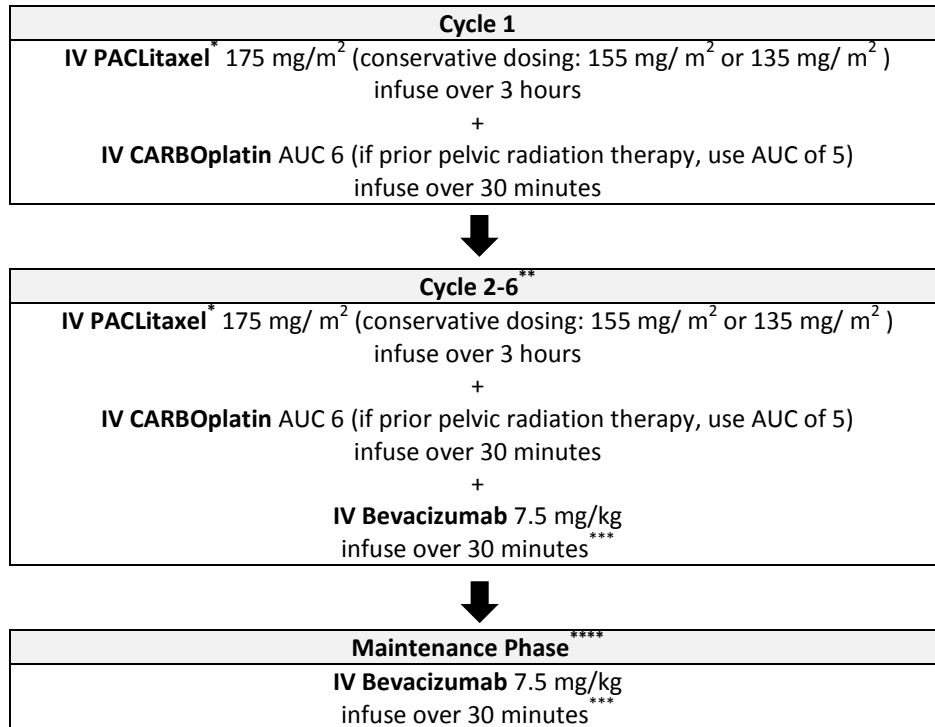 Cycle 1
IV PACLitaxel* 175 mg/m² (conservative dosing: 155 mg/ m² or 135 mg/ m² )
infuse over 3 hours
+
IV CARBOplatin AUC 6 (if prior pelvic radiation therapy, use AUC of 5)
infuse over 30 minutes
Cycle 2-6**
IV PACLitaxel* 175 mg/ m² (conservative dosing: 155 mg/ m² or 135 mg/ m² )
infuse over 3 hours
+
IV CARBOplatin AUC 6 (if prior pelvic radiation therapy, use AUC of 5)
infuse over 30 minutes
+
IV Bevacizumab 7.5 mg/kg
infuse over 30 minutes***
Maintenance Phase****
IV Bevacizumab 7.5 mg/kg
infuse over 30 minutes***